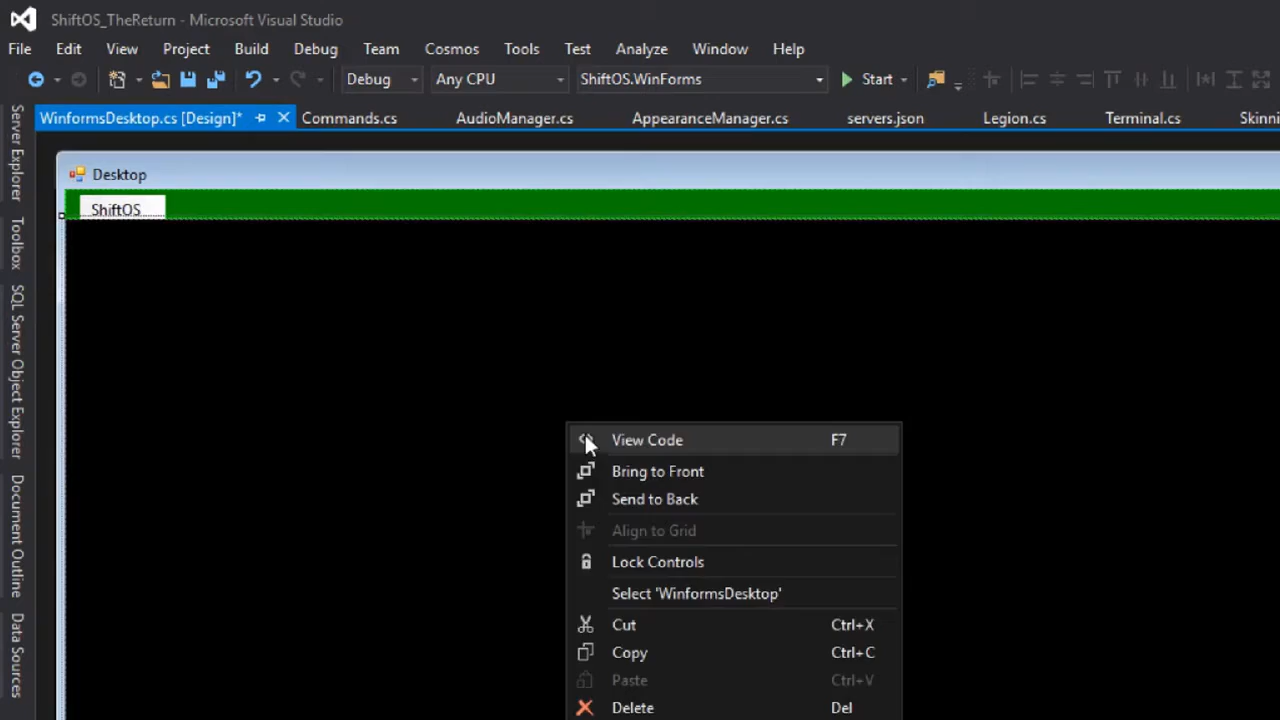 ShiftOS_TheReturn - Microsoft Visual Studio
File Edit View Project Build Debug Team Cosmos Tools Test Analyze Window Help
Debug Any CPU ShiftOS.WinForms Start
WinformsDesktop.cs [Design]* Commands.cs AudioManager.cs AppearanceManager.cs servers.json Legion.cs Terminal.cs Skinni
Server Explorer
Toolbox
SQL Server Object Explorer
Document Outline
Data Sources
Desktop
ShiftOS
View Code F7
Bring to Front
Send to Back
Align to Grid
Lock Controls
Select 'WinformsDesktop'
Cut Ctrl+X
Copy Ctrl+C
Paste Ctrl+V
Delete Del